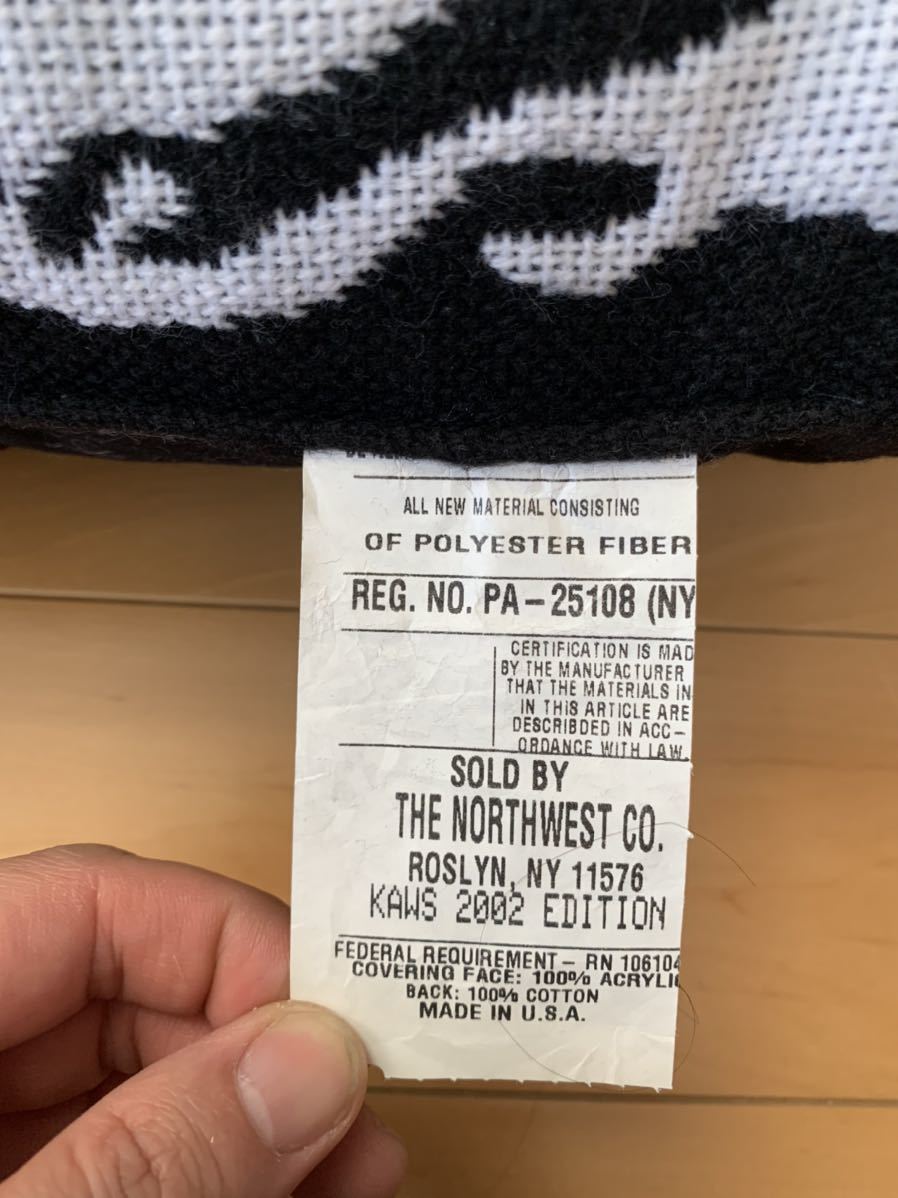 ALL NEW MATERIAL CONSISTING
OF POLYESTER FIBER
REG. NO. PA-25108 (NY
CERTIFICATION IS MAD
BY THE MANUFACTURER
THAT THE MATERIALS IN
IN THIS ARTICLE ARE
DESCRIBDED IN ACC-
ORDANCE WITH LAW.
SOLD BY
THE NORTHWEST CO.
ROSLYN, NY 11576
KAWS 2002 EDITION
FEDERAL REQUIREMENT - RN 106104
COVERING FACE: 100% ACRYLI
BACK: 100% COTTON
MADE IN U.S.A.